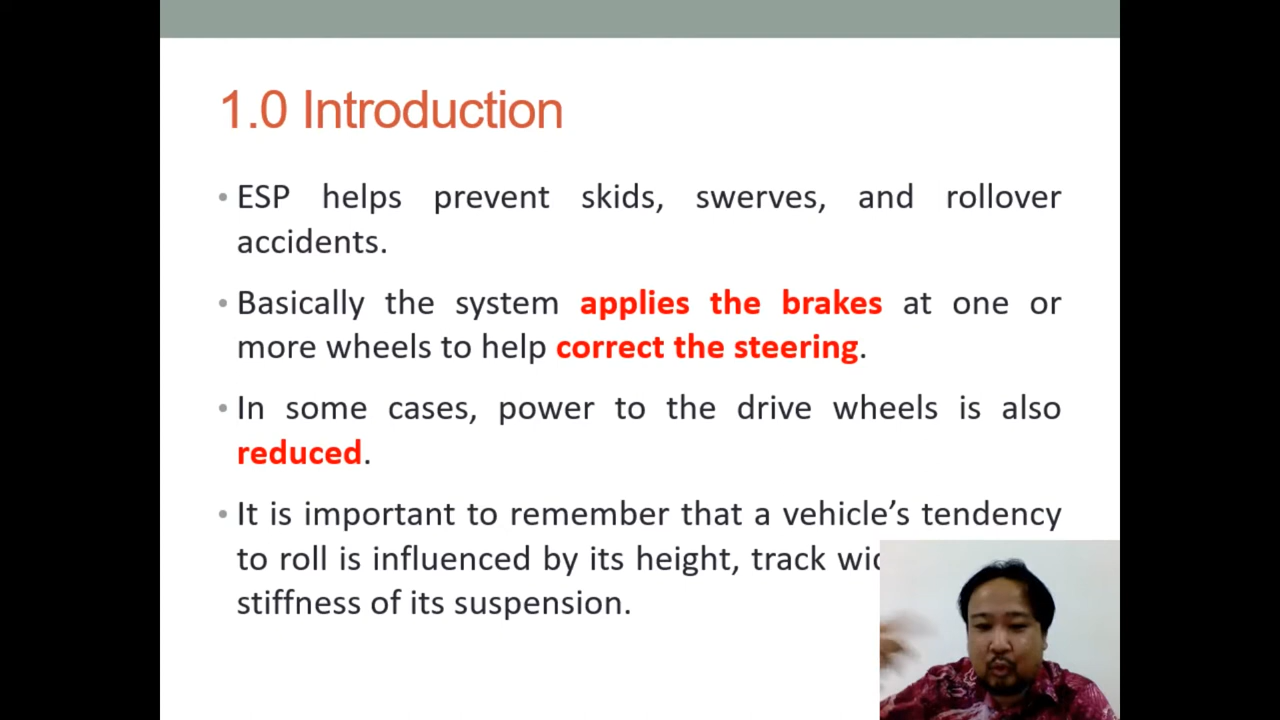 1.0 Introduction
• ESP helps prevent skids, swerves, and rollover
accidents.
• Basically the system applies the brakes at one or
more wheels to help correct the steering.
• In some cases, power to the drive wheels is also
reduced.
• It is important to remember that a vehicle’s tendency
to roll is influenced by its height, track
stiffness of its suspension.